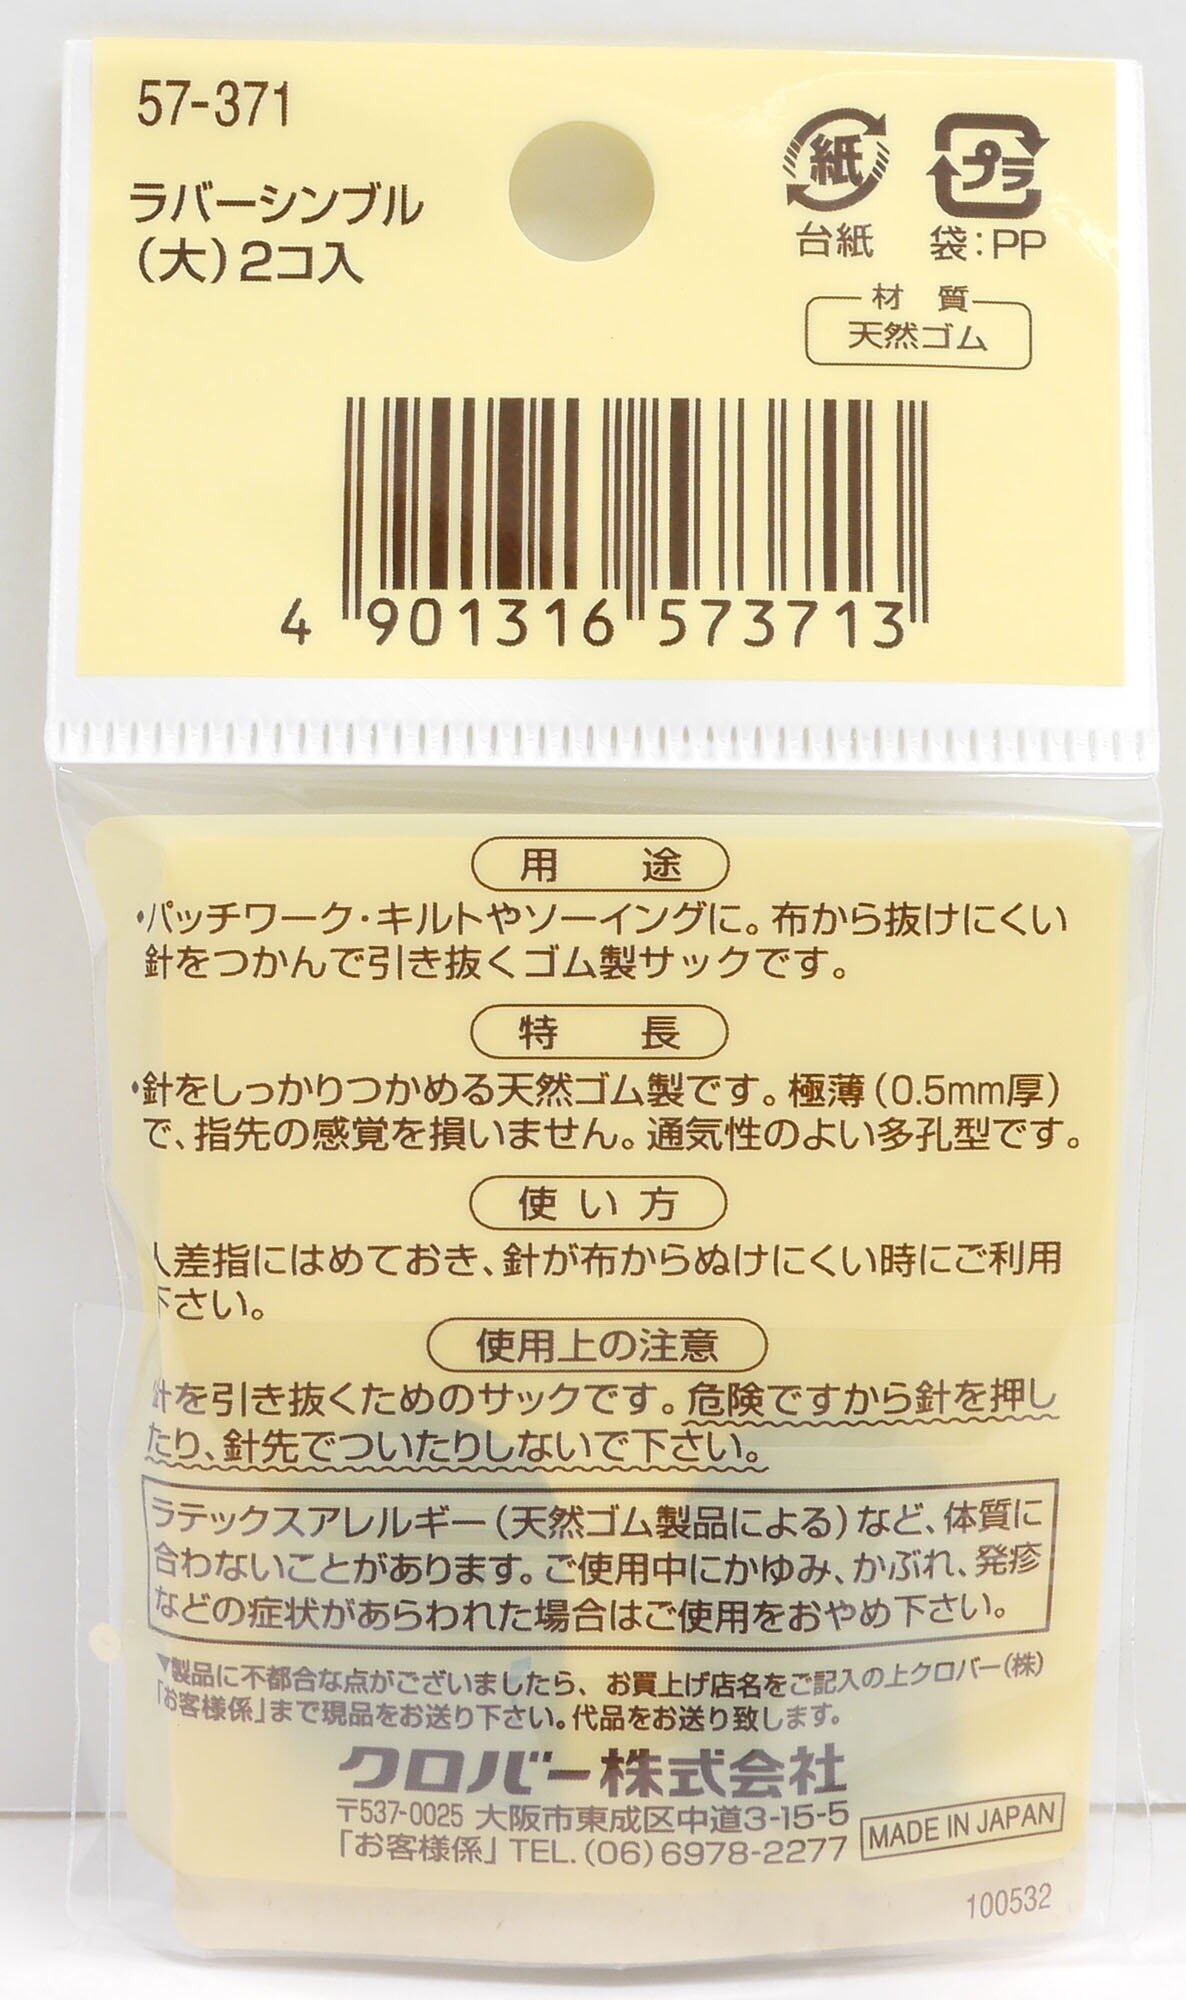 57-371
ラバーシンブル
（大）2コ入
紙
プラ
台紙
袋：PP
材 質
天然ゴム
4 901316 573713
用 途
・パッチワーク・キルトやソーイングに。布から抜けにくい
針をつかんで引き抜くゴム製サックです。
特 長
・針をしっかりつかめる天然ゴム製です。極薄（0.5mm厚）
で、指先の感覚を損いません。通気性のよい多孔型です。
使 い 方
人差指にはめておき、針が布からぬけにくい時にご利用
下さい。
使用上の注意
針を引き抜くためのサックです。危険ですから針を押し
たり、針先でついたりしないで下さい。
ラテックスアレルギー（天然ゴム製品による）など、体質に
合わないことがあります。ご使用中にかゆみ、かぶれ、発疹
などの症状があらわれた場合はご使用をおやめ下さい。
▼製品に不都合な点がございましたら、お買上げ店名をご記入の上クロバー（株）
「お客様係」まで現品をお送り下さい。代品をお送り致します。
クロバー株式会社
〒537-0025 大阪市東成区中道3-15-5
「お客様係」TEL.（06）6978-2277
MADE IN JAPAN
100532